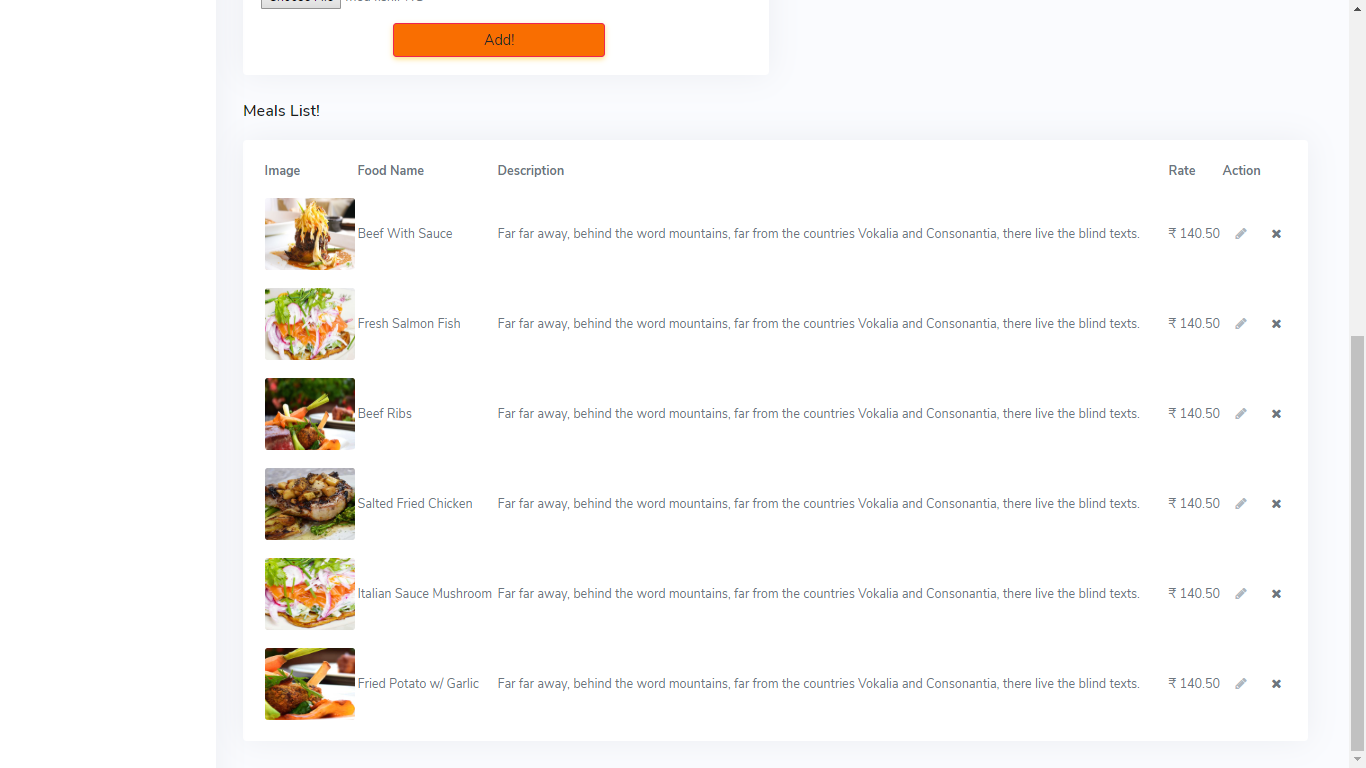 Add!
Meals List!
Image Food Name Description Rate Action
Beef With Sauce Far far away, behind the word mountains, far from the countries Vokalia and Consonantia, there live the blind texts. ₹ 140.50
Fresh Salmon Fish Far far away, behind the word mountains, far from the countries Vokalia and Consonantia, there live the blind texts. ₹ 140.50
Beef Ribs Far far away, behind the word mountains, far from the countries Vokalia and Consonantia, there live the blind texts. ₹ 140.50
Salted Fried Chicken Far far away, behind the word mountains, far from the countries Vokalia and Consonantia, there live the blind texts. ₹ 140.50
Italian Sauce Mushroom Far far away, behind the word mountains, far from the countries Vokalia and Consonantia, there live the blind texts. ₹ 140.50
Fried Potato w/ Garlic Far far away, behind the word mountains, far from the countries Vokalia and Consonantia, there live the blind texts. ₹ 140.50